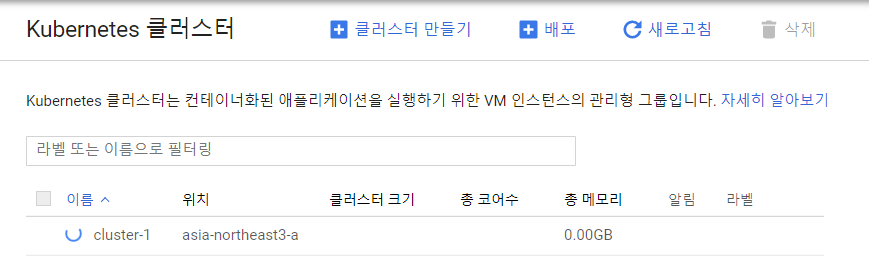 Kubernetes 클러스터 클러스터 만들기 배포 새로고침 삭제
Kubernetes 클러스터는 컨테이너화된 애플리케이션을 실행하기 위한 VM 인스턴스의 관리형 그룹입니다. 자세히 알아보기
라벨 또는 이름으로 필터링
이름 위치 클러스터 크기 총 코어수 총 메모리 알림 라벨
cluster-1 asia-northeast3-a 0.00GB